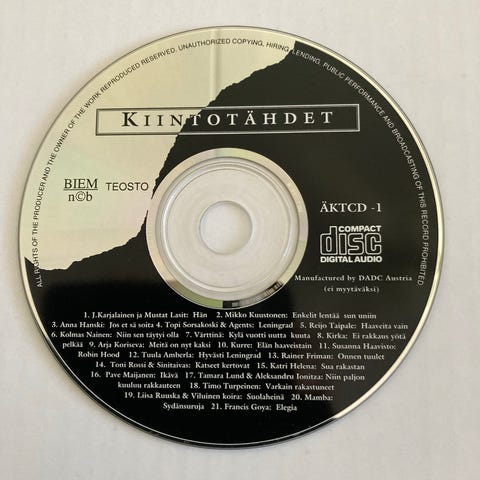 ALL RIGHTS OF THE PRODUCER AND THE OWNER OF THE WORK REPRODUCED RESERVED. UNAUTHORIZED COPYING, HIRING, LENDING, PUBLIC PERFORMANCE AND BROADCASTING OF THIS RECORD PROHIBITED.
KIINTOTÄHDET
BIEM
n©b
TEOSTO
ÄKTCD -1
COMPACT
disc
DIGITAL AUDIO
Manufactured by DADC Austria
(ei myytäväksi)
1. J.Karjalainen ja Mustat Lasit: Hän 2. Mikko Kuustonen: Enkelit lentää sun uniin
3. Anna Hanski: Jos et sä soita 4. Topi Sorsakoski & Agents: Leningrad 5. Reijo Taipale: Haaveita vain
6. Kolmas Nainen: Niin sen täytyi olla 7. Värttinä: Kylä vuotti uutta kuuta 8. Kirka: Ei rakkaus yötä
pelkää 9. Arja Koriseva: Meitä on nyt kaksi 10. Kurre: Elän haaveistain 11. Susanna Haavisto:
Robin Hood 12. Tuula Amberla: Hyvästi Leningrad 13. Rainer Friman: Onnen tuulet
14. Toni Rossi & Sinitaivas: Katseet kertovat 15. Katri Helena: Sua rakastan
16. Pave Maijanen: Ikävä 17. Tamara Lund & Aleksandru Ionitza: Niin paljon
kuuluu rakkauteen 18. Timo Turpeinen: Varkain rakastuneet
19. Liisa Ruuska & Viluinen koira: Suolaheinä 20. Mamba:
Sydänsuruja 21. Francis Goya: Elegia